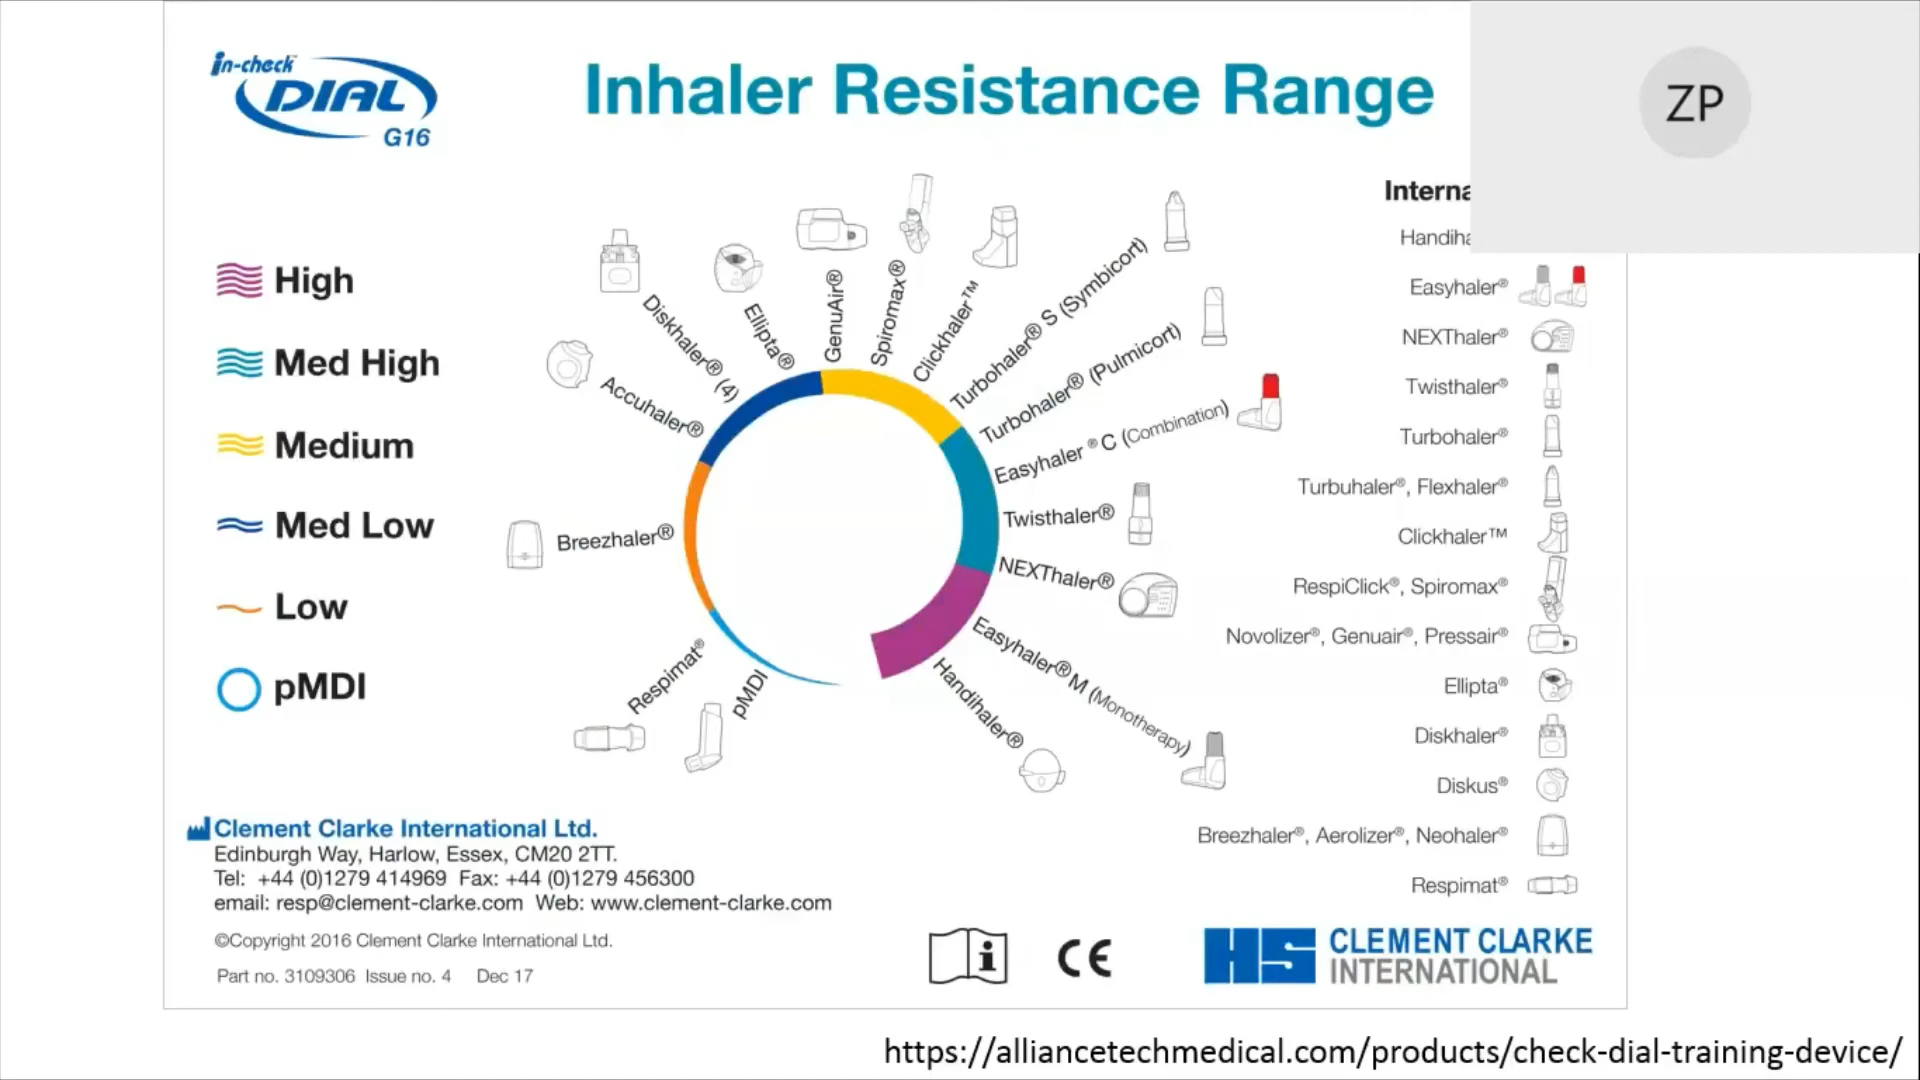 in-check
DIAL
G16
Inhaler Resistance Range
ZP
High
Med High
Medium
Med Low
Low
pMDI
pMDI
Respimat®
Breezhaler®
Accuhaler®
Diskhaler® (4)
Ellipta®
GenuAir®
Spiromax®
Clickhaler™
Turbohaler® S (Symbicort)
Turbohaler® (Pulmicort)
Easyhaler ® C (Combination)
Twisthaler®
NEXThaler®
Easyhaler® M (Monotherapy)
Handihaler®
Easyhaler®
NEXThaler®
Twisthaler®
Turbohaler®
Turbuhaler®, Flexhaler®
Clickhaler™
RespiClick®, Spiromax®
Novolizer®, Genuair®, Pressair®
Ellipta®
Diskhaler®
Diskus®
Breezhaler®, Aerolizer®, Neohaler®
Respimat®
Clement Clarke International Ltd.
Edinburgh Way, Harlow, Essex, CM20 2TT.
Tel: +44 (0)1279 414969 Fax: +44 (0)1279 456300
email: resp@clement-clarke.com Web: www.clement-clarke.com
©Copyright 2016 Clement Clarke International Ltd.
Part no. 3109306 Issue no. 4 Dec 17
i
CE
HS
CLEMENT CLARKE
INTERNATIONAL
https://alliancetechmedical.com/products/check-dial-training-device/